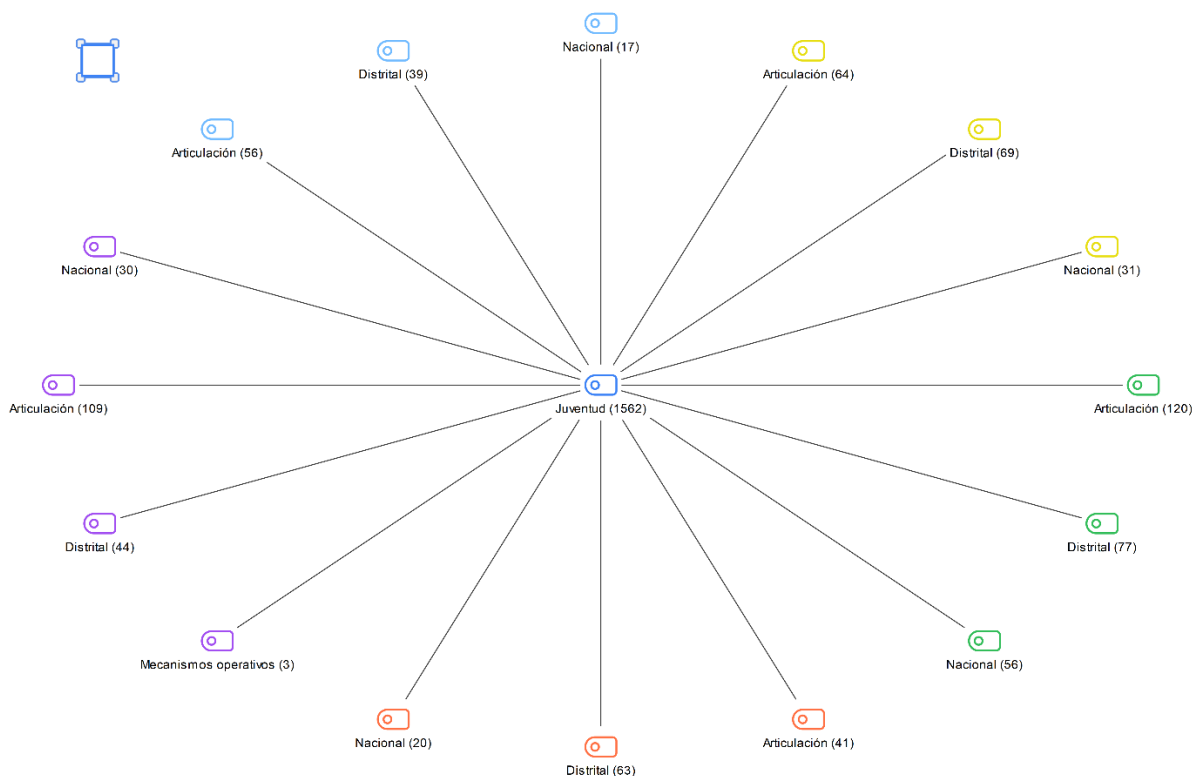 Nacional (17)
Distrital (39)
Articulación (64)
Articulación (56)
Distrital (69)
Nacional (30)
Nacional (31)
Articulación (109)
Juventud (1562)
Articulación (120)
Distrital (44)
Distrital (77)
Mecanismos operativos (3)
Nacional (56)
Nacional (20)
Articulación (41)
Distrital (63)